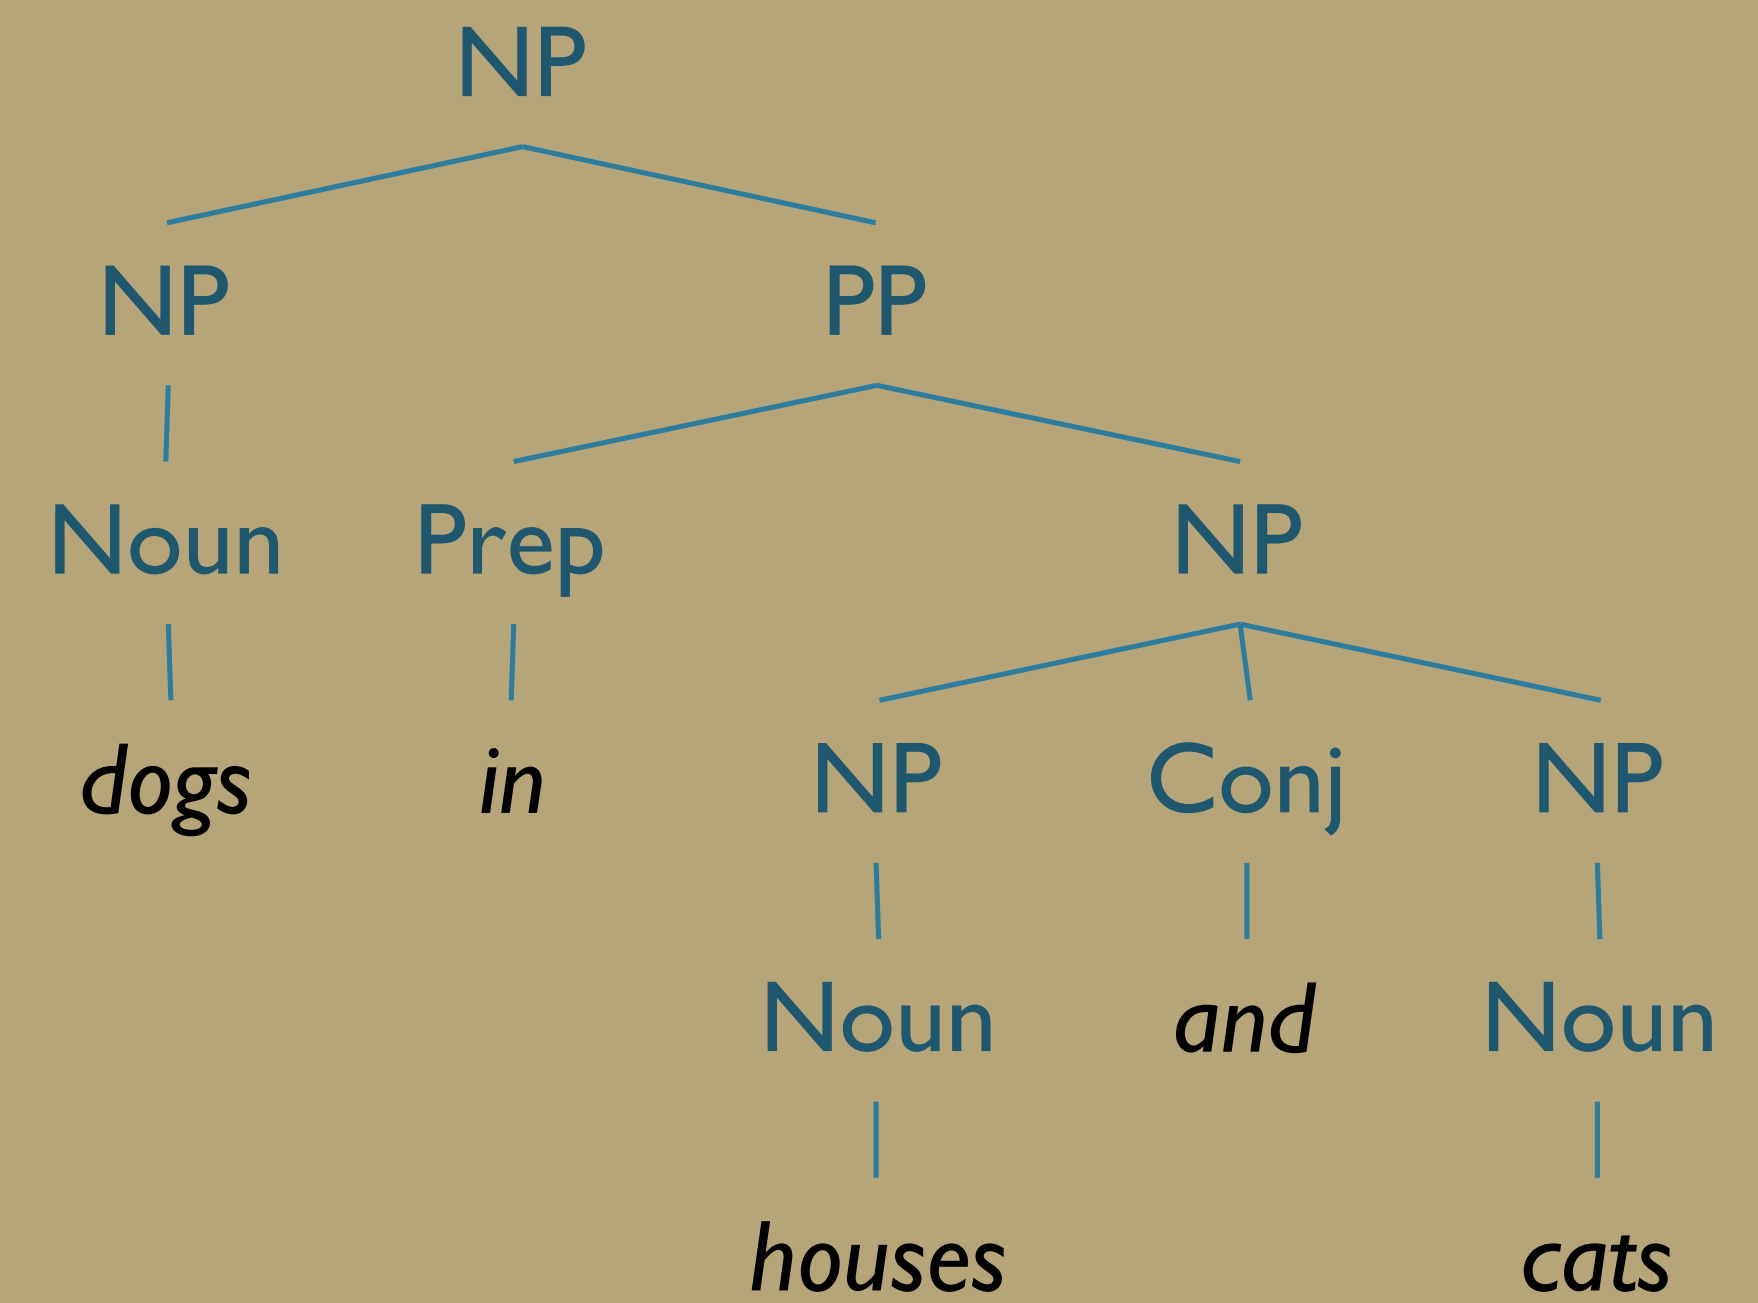 NP
NP PP
Noun Prep NP
dogs in NP Conj NP
Noun and Noun
houses cats